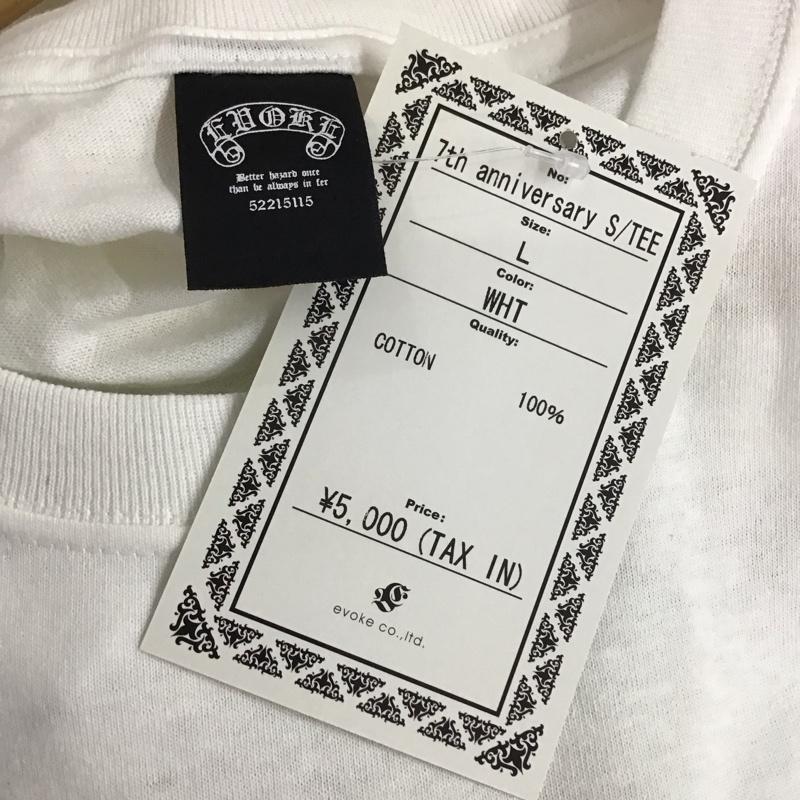 EVOKE
Better hazard once
than be always in fer
52215115
No:
7th anniversary S/TEE
Size:
L
Color:
WHT
Quality:
COTTON 100%
Price:
¥5,000 (TAX IN)
E
evoke co.,ltd.